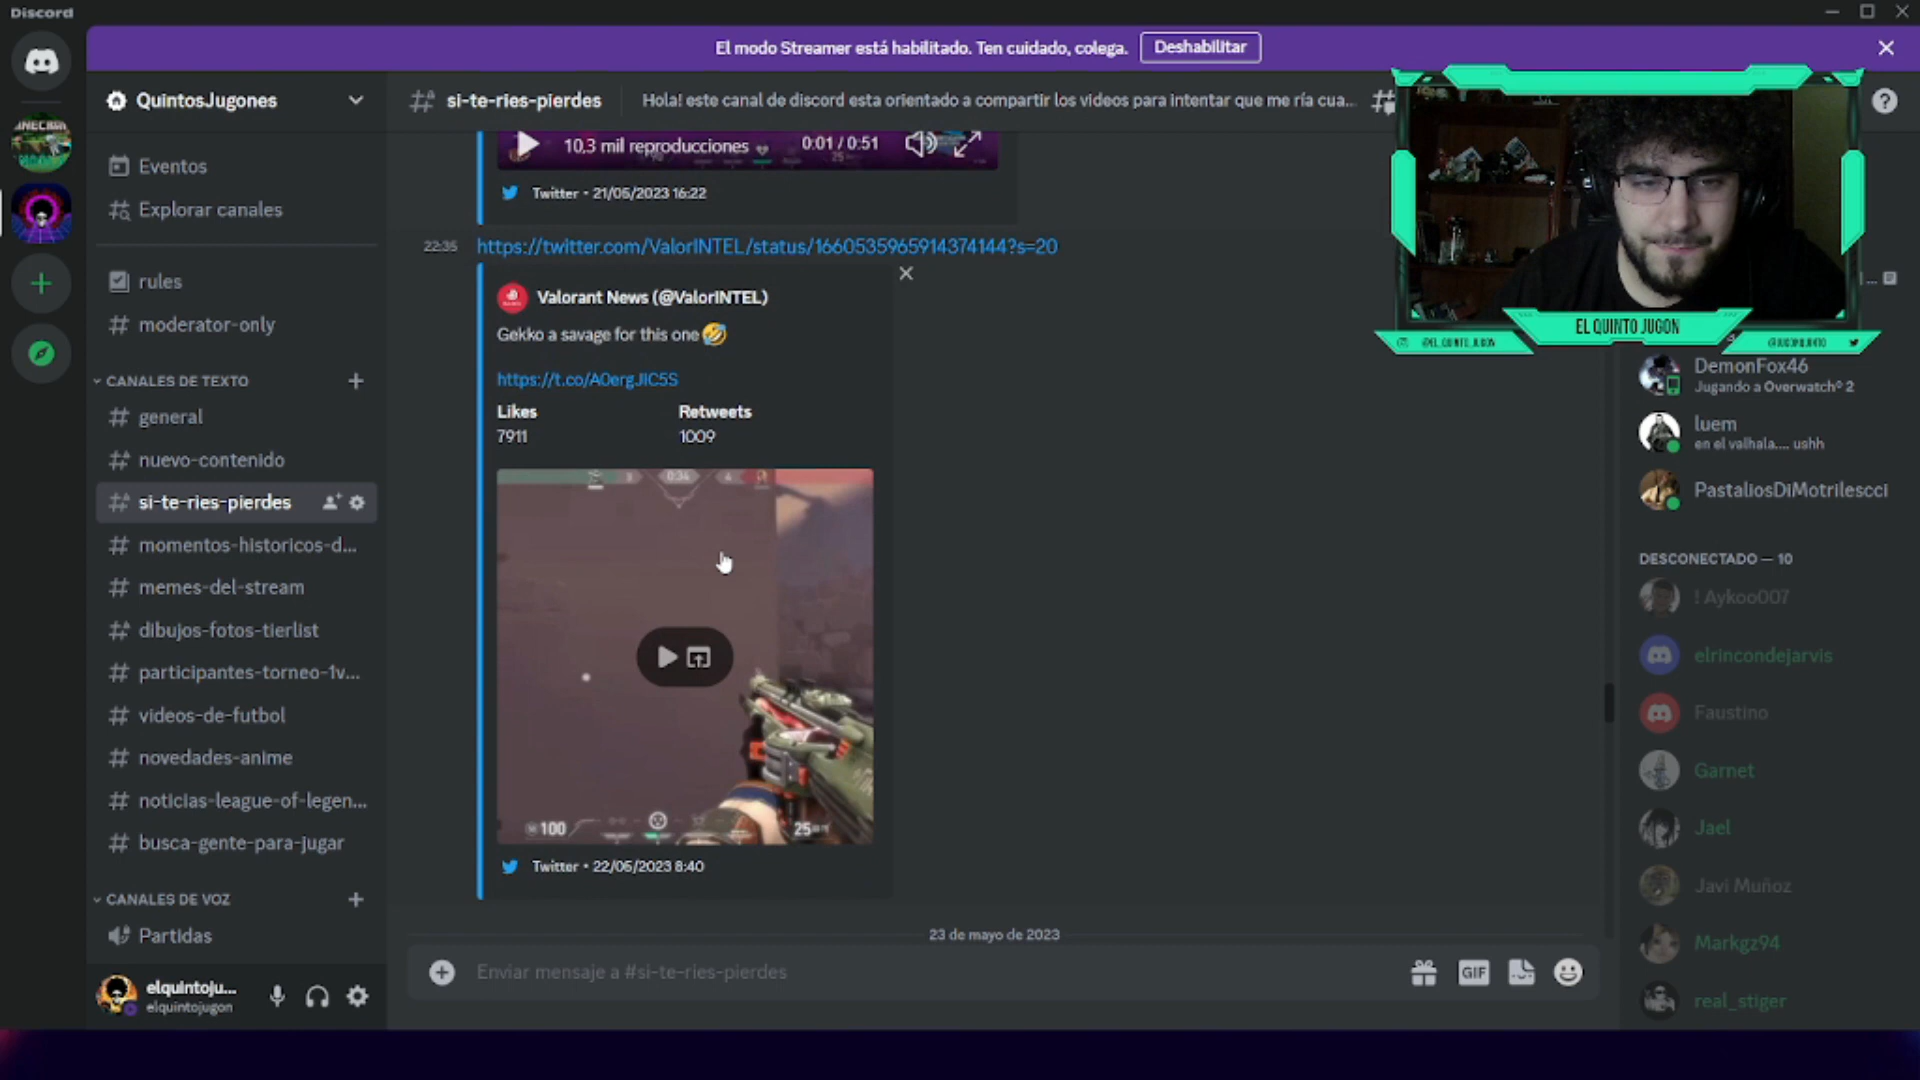 Discord
El modo Streamer está habilitado. Ten cuidado, colega.
Deshabilitar
QuintosJugones
si-te-ries-pierdes
Hola! este canal de discord esta orientado a compartir los videos para intentar que me ría cua...
Eventos
Explorar canales
rules
moderator-only
CANALES DE TEXTO
general
nuevo-contenido
si-te-ries-pierdes
momentos-historicos-d...
memes-del-stream
dibujos-fotos-tierlist
participantes-torneo-1v...
videos-de-futbol
novedades-anime
noticias-league-of-legen...
busca-gente-para-jugar
CANALES DE VOZ
Partidas
elquintoju...
elquintojugon
10,3 mil reproducciones
0:01 / 0:51
Twitter • 21/05/2023 16:22
22:35
https://twitter.com/ValorINTEL/status/1660535965914374144?s=20
Valorant News (@ValorINTEL)
Gekko a savage for this one 🤣
https://t.co/A0ergJIC5S
Likes
Retweets
7911
1009
0:34
100
25
Twitter • 22/05/2023 8:40
23 de mayo de 2023
Enviar mensaje a #si-te-ries-pierdes
GIF
EL QUINTO JUGON
@EL_QUINTO_JUGON
DemonFox46
Jugando a Overwatch® 2
luem
en el valhala.... ushh
PastaliosDiMotrilescci
DESCONECTADO — 10
! Aykoo007
elrincondejarvis
Faustino
Garnet
Jael
Javi Muñoz
Markgz94
real_stiger